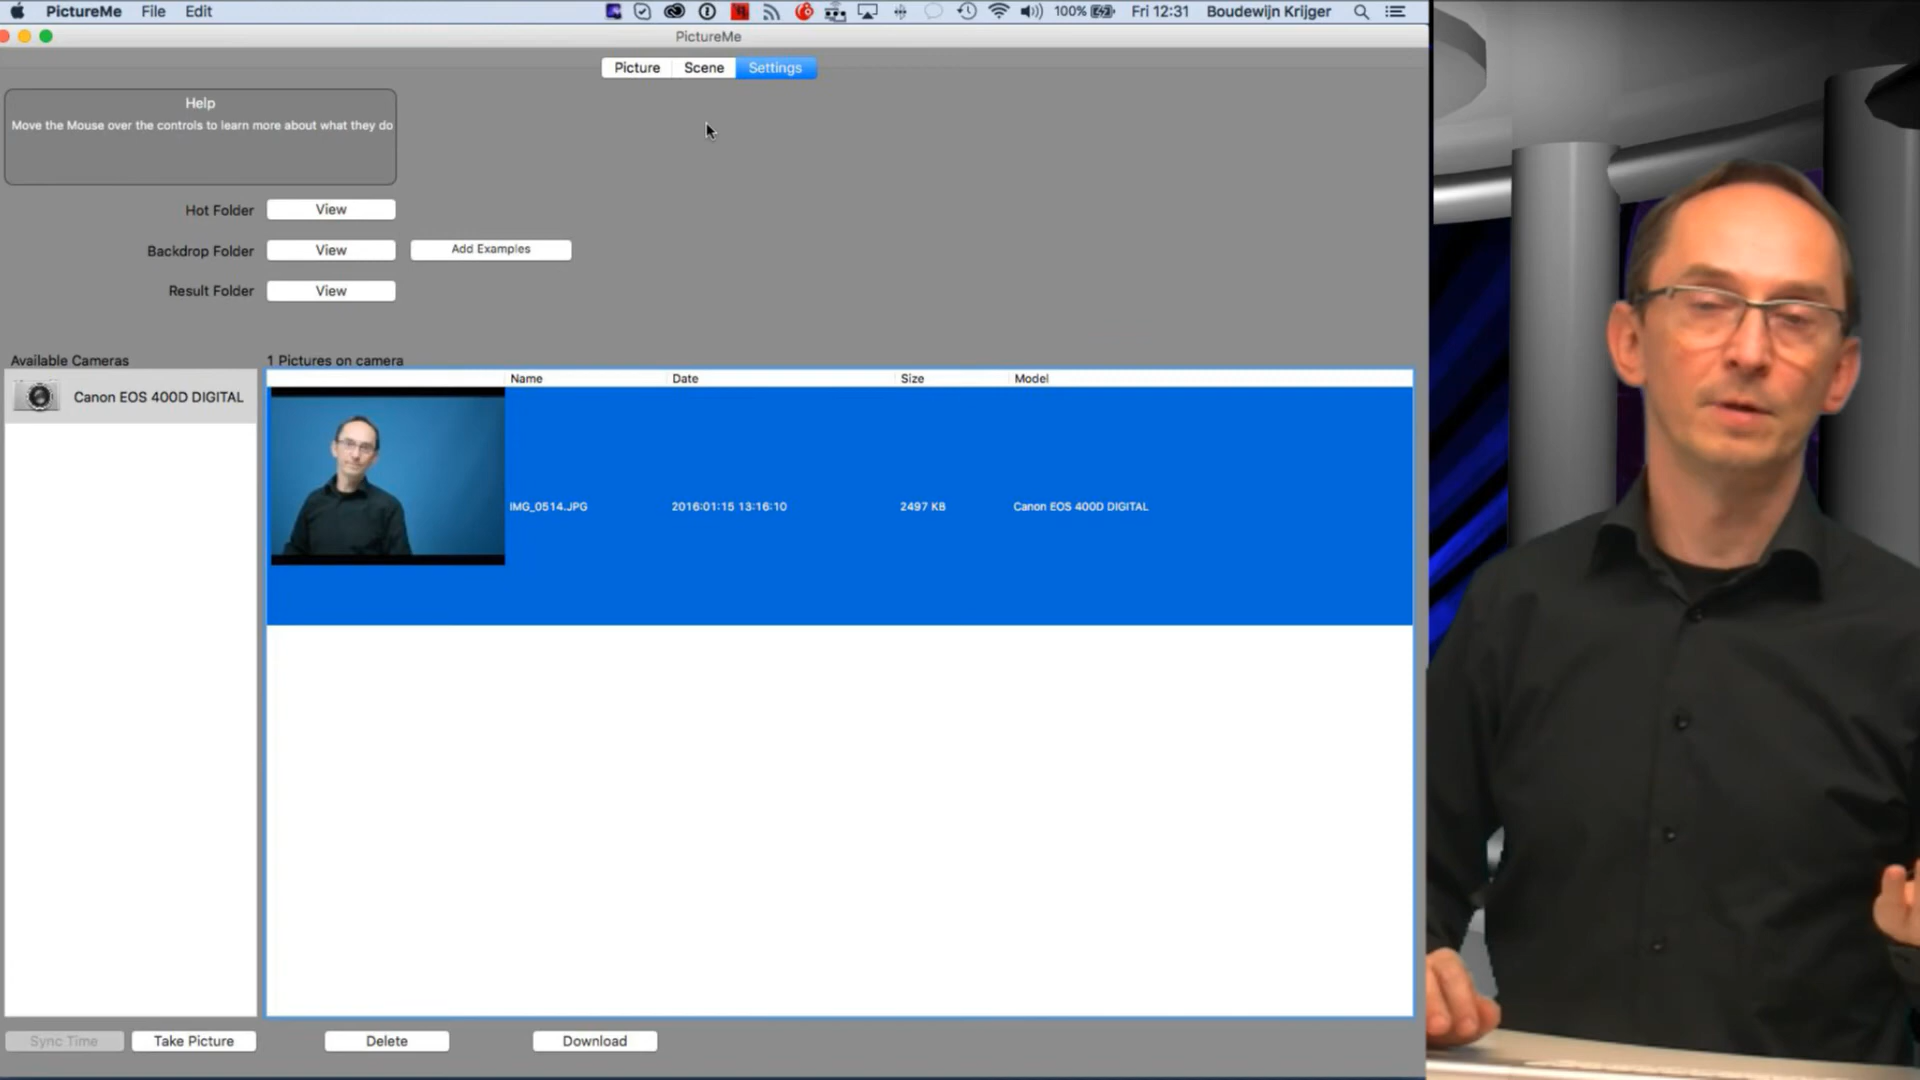 PictureMe File Edit 100% Fri 12:31 Boudewijn Krijger
PictureMe
Picture Scene Settings
Help
Move the Mouse over the controls to learn more about what they do
Hot Folder View
Backdrop Folder View Add Examples
Result Folder View
Available Cameras
Canon EOS 400D DIGITAL
1 Pictures on camera
Name Date Size Model
IMG_0514.JPG 2016:01:15 13:16:10 2497 KB Canon EOS 400D DIGITAL
Sync Time Take Picture Delete Download